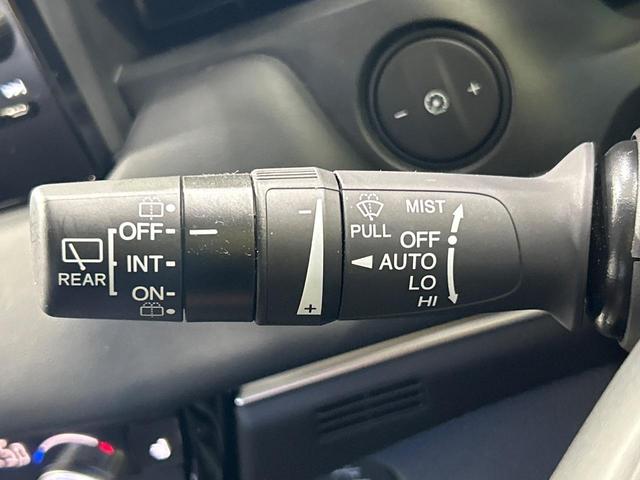 OFF
INT
ON
REAR
− +
PULL
MIST
OFF
AUTO
LO
HI
− +